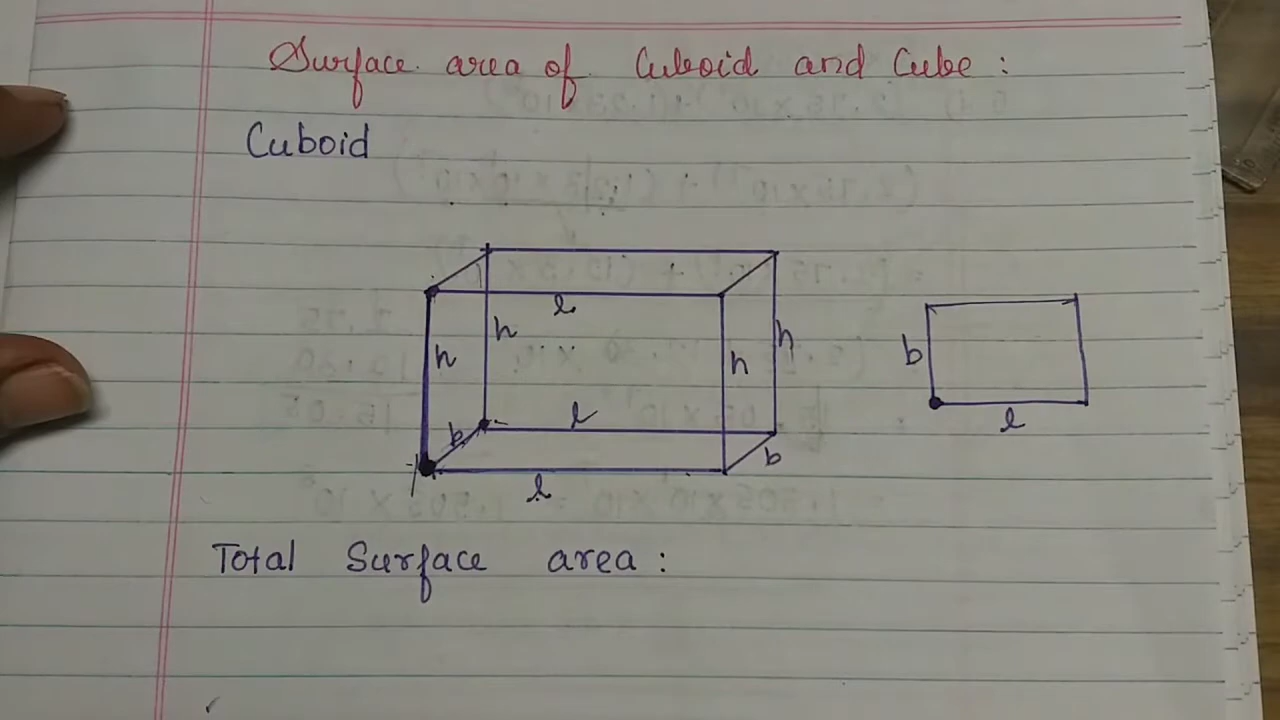 Surface area of Cuboid and Cube :
Cuboid
l
h
h
h
h
b
l
b
l
b
l
Total Surface area :